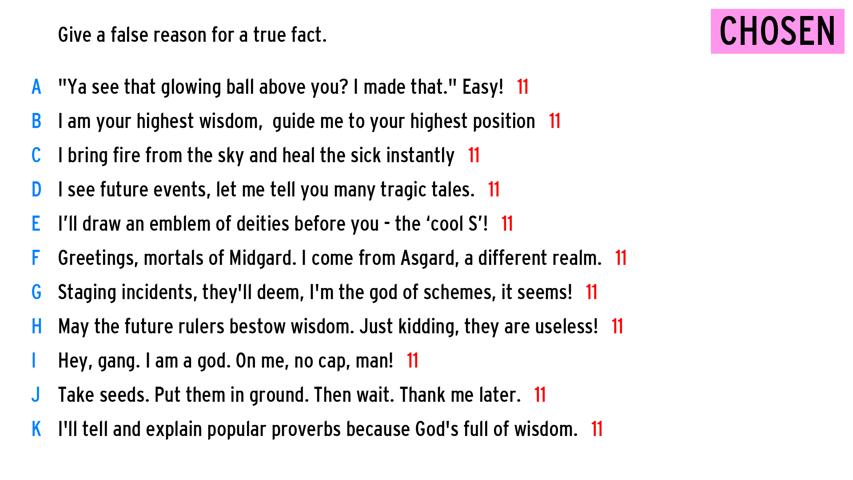 Give a false reason for a true fact.
CHOSEN
A "Ya see that glowing ball above you? I made that." Easy! 11
B I am your highest wisdom,  guide me to your highest position 11
C I bring fire from the sky and heal the sick instantly 11
D I see future events, let me tell you many tragic tales. 11
E I’ll draw an emblem of deities before you - the ‘cool S’! 11
F Greetings, mortals of Midgard. I come from Asgard, a different realm. 11
G Staging incidents, they'll deem, I'm the god of schemes, it seems! 11
H May the future rulers bestow wisdom. Just kidding, they are useless! 11
I Hey, gang. I am a god. On me, no cap, man! 11
J Take seeds. Put them in ground. Then wait. Thank me later. 11
K I'll tell and explain popular proverbs because God's full of wisdom. 11